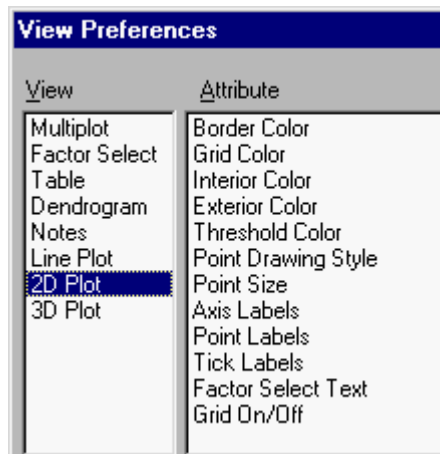 View Preferences
View
Attribute
Multiplot
Factor Select
Table
Dendrogram
Notes
Line Plot
2D Plot
3D Plot
Border Color
Grid Color
Interior Color
Exterior Color
Threshold Color
Point Drawing Style
Point Size
Axis Labels
Point Labels
Tick Labels
Factor Select Text
Grid On/Off